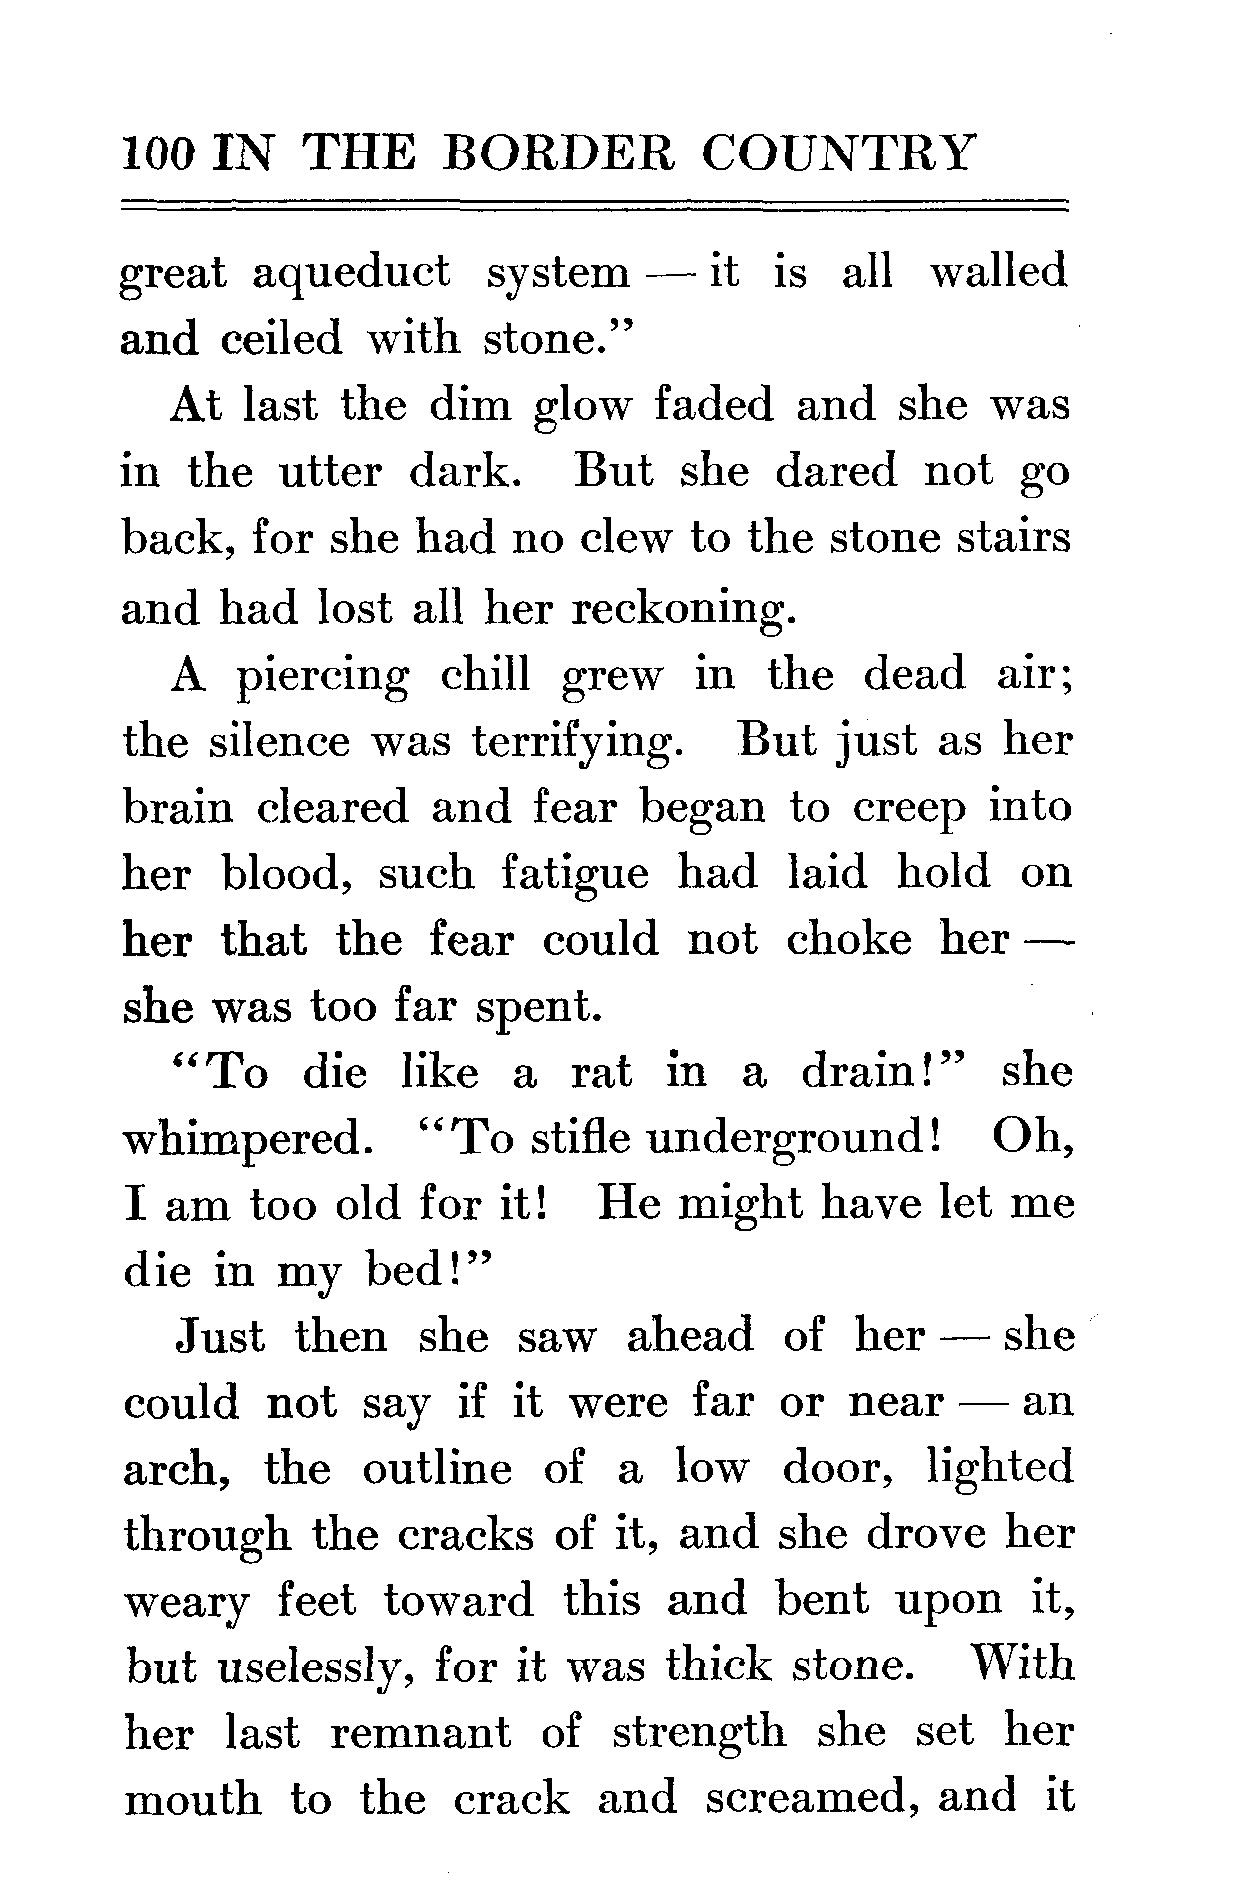 100 IN THE BORDER COUNTRY
great aqueduct system — it is all walled
and ceiled with stone."
At last the dim glow faded and she was
in the utter dark. But she dared not go
back, for she had no clew to the stone stairs
and had lost all her reckoning.
A piercing chill grew in the dead air;
the silence was terrifying. But just as her
brain cleared and fear began to creep into
her blood, such fatigue had laid hold on
her that the fear could not choke her —
she was too far spent.
"To die like a rat in a drain!" she
whimpered. "To stifle underground! Oh,
I am too old for it! He might have let me
die in my bed!"
Just then she saw ahead of her — she
could not say if it were far or near — an
arch, the outline of a low door, lighted
through the cracks of it, and she drove her
weary feet toward this and bent upon it,
but uselessly, for it was thick stone. With
her last remnant of strength she set her
mouth to the crack and screamed, and it